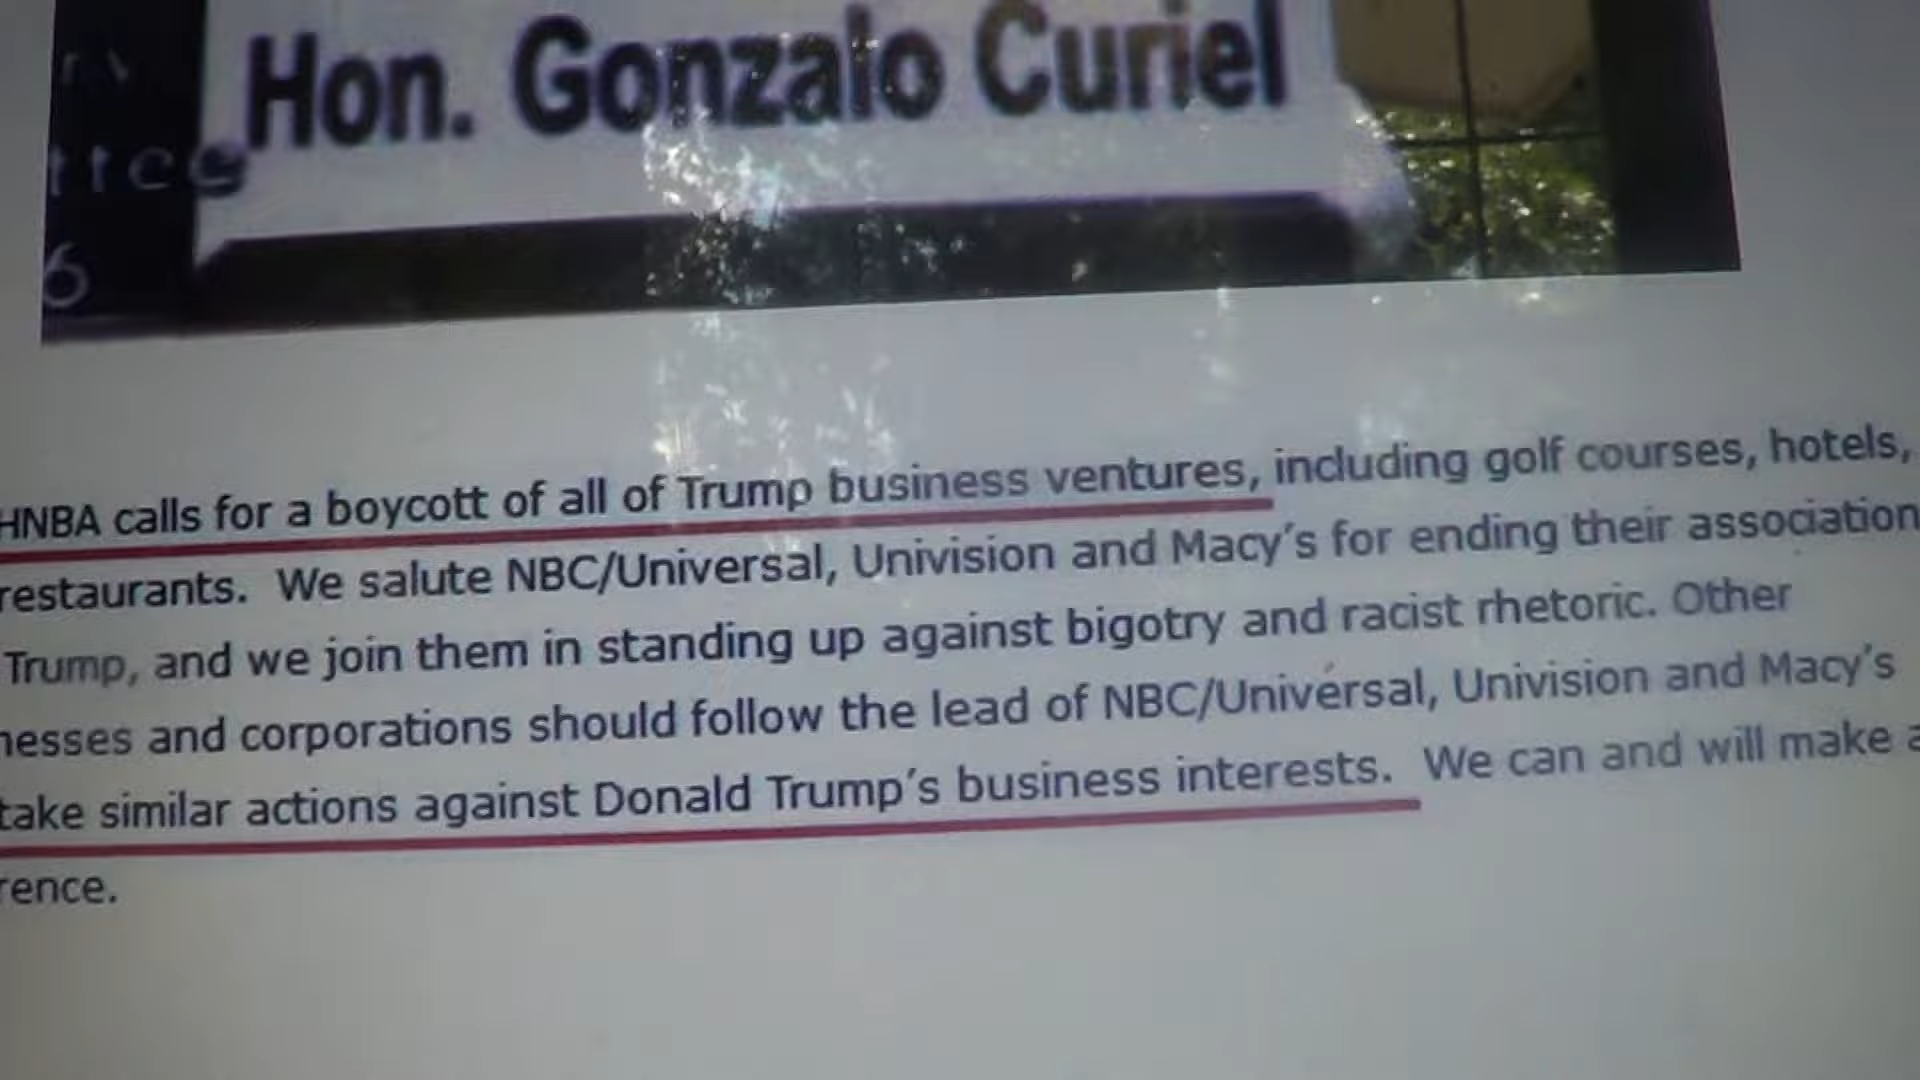 Hon. Gonzalo Curiel
6
HNBA calls for a boycott of all of Trump business ventures, including golf courses, hotels,
restaurants. We salute NBC/Universal, Univision and Macy's for ending their association
Trump, and we join them in standing up against bigotry and racist rhetoric. Other
nesses and corporations should follow the lead of NBC/Universal, Univision and Macy's
take similar actions against Donald Trump's business interests. We can and will make a
rence.